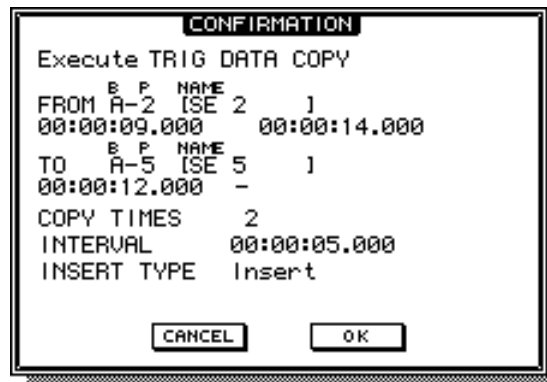 CONFIRMATION
Execute TRIG DATA COPY
B P NAME
FROM A-2 [SE 2 ]
00:00:09.000 00:00:14.000
B P NAME
TO A-5 [SE 5 ]
00:00:12.000 -
COPY TIMES 2
INTERVAL 00:00:05.000
INSERT TYPE Insert
CANCEL OK